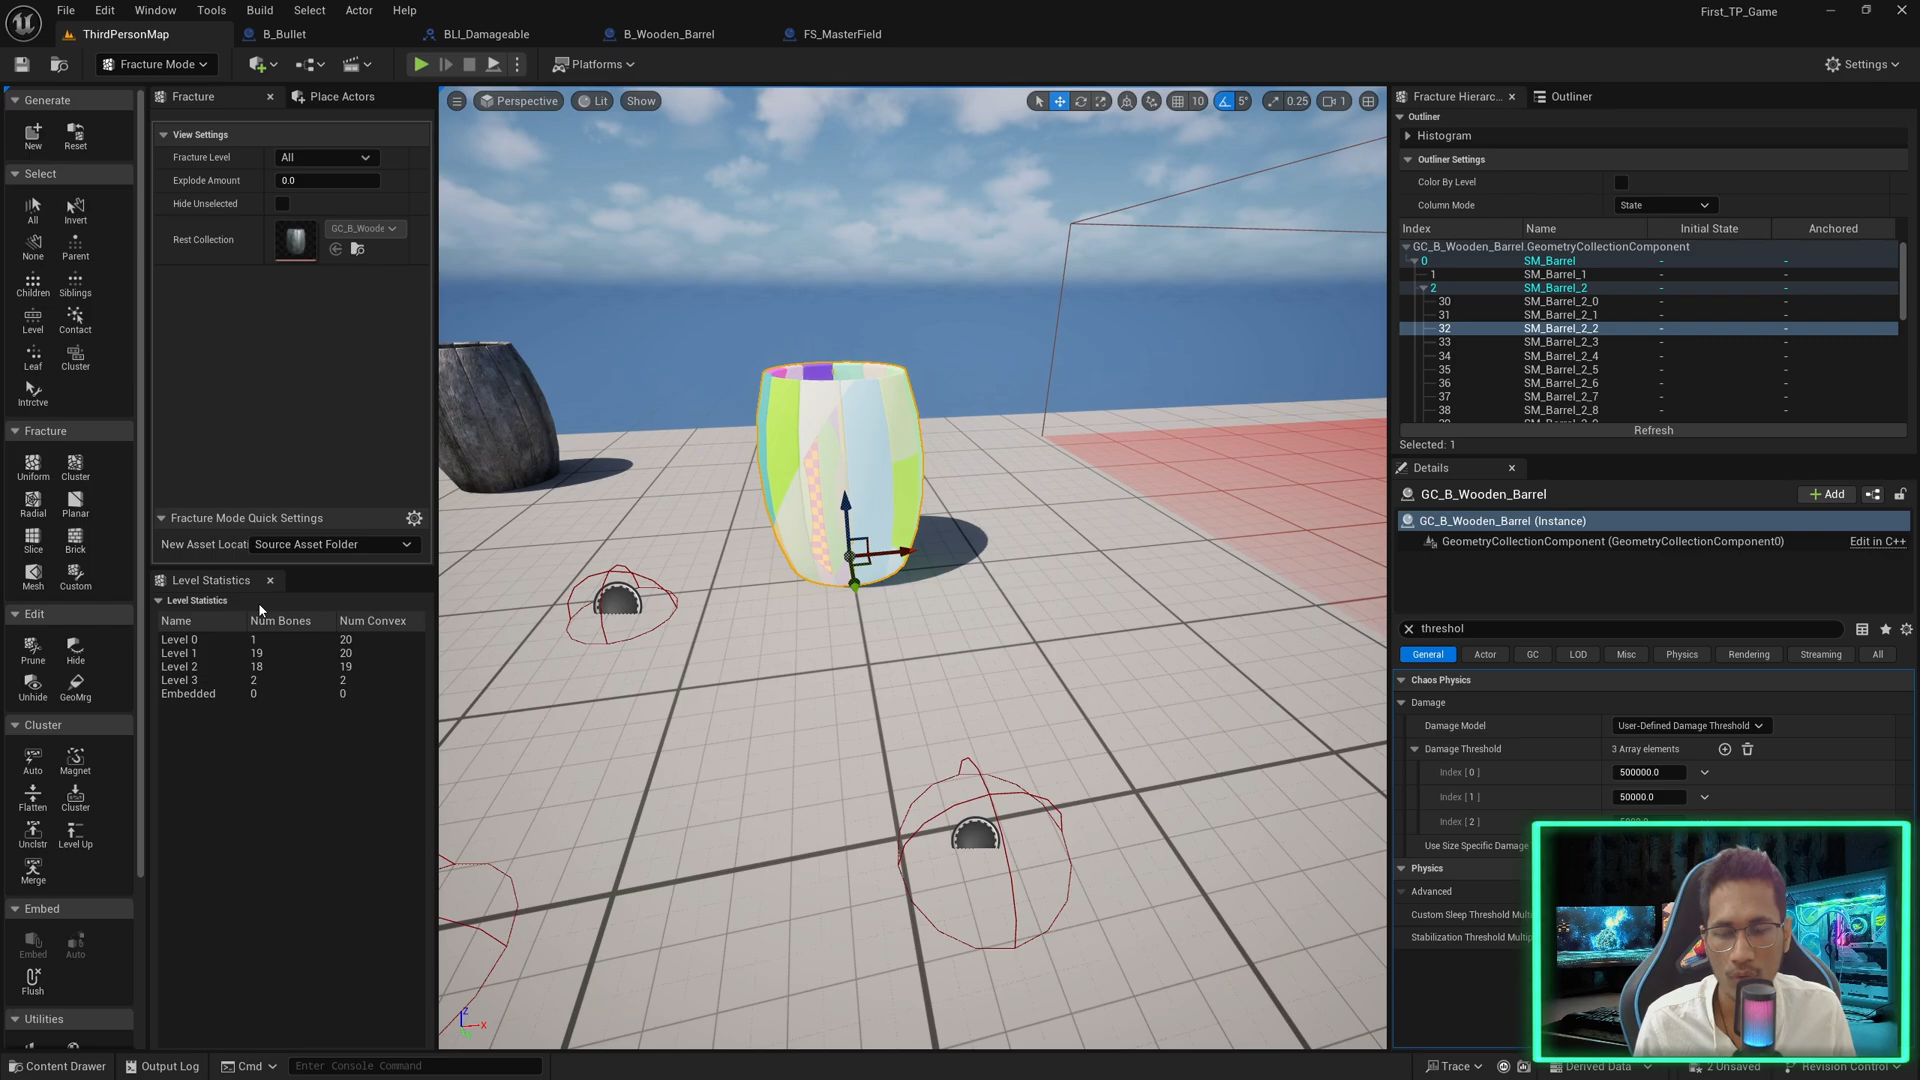 File Edit Window Tools Build Select Actor Help
First_TP_Game
ThirdPersonMap
B_Bullet
BLI_Damageable
B_Wooden_Barrel
FS_MasterField
Fracture Mode
Platforms
Settings
Generate
New
Reset
Select
All
Invert
None
Parent
Children
Siblings
Level
Contact
Leaf
Cluster
Intrctve
Fracture
Uniform
Cluster
Radial
Planar
Slice
Brick
Mesh
Custom
Edit
Prune
Hide
Unhide
GeoMrg
Cluster
Auto
Magnet
Flatten
Cluster
Unclstr
Level Up
Merge
Embed
Embed
Auto
Flush
Utilities
Fracture
Place Actors
View Settings
Fracture Level
All
Explode Amount
0.0
Hide Unselected
Rest Collection
GC_B_Woode
Fracture Mode Quick Settings
New Asset Locati
Source Asset Folder
Level Statistics
Level Statistics
Name Num Bones Num Convex
Level 0 1 20
Level 1 19 20
Level 2 18 19
Level 3 2 2
Embedded 0 0
Perspective
Lit
Show
10
5°
0.25
1
Z
X
Fracture Hierarc...
Outliner
Outliner
Histogram
Outliner Settings
Color By Level
Column Mode
State
Index Name Initial State Anchored
GC_B_Wooden_Barrel.GeometryCollectionComponent
0 SM_Barrel - -
1 SM_Barrel_1 - -
2 SM_Barrel_2 - -
30 SM_Barrel_2_0 - -
31 SM_Barrel_2_1 - -
32 SM_Barrel_2_2 - -
33 SM_Barrel_2_3 - -
34 SM_Barrel_2_4 - -
35 SM_Barrel_2_5 - -
36 SM_Barrel_2_6 - -
37 SM_Barrel_2_7 - -
38 SM_Barrel_2_8 - -
Refresh
Selected: 1
Details
GC_B_Wooden_Barrel
Add
GC_B_Wooden_Barrel (Instance)
GeometryCollectionComponent (GeometryCollectionComponent0)
Edit in C++
threshol
General Actor GC LOD Misc Physics Rendering Streaming All
Chaos Physics
Damage
Damage Model
User-Defined Damage Threshold
Damage Threshold
3 Array elements
Index [ 0 ]
500000.0
Index [ 1 ]
50000.0
Index [ 2 ]
Use Size Specific Damage
Physics
Advanced
Custom Sleep Threshold Mult
Stabilization Threshold Multip
Content Drawer
Output Log
Cmd
Enter Console Command
Trace
Derived Data
2 Unsaved
Revision Control